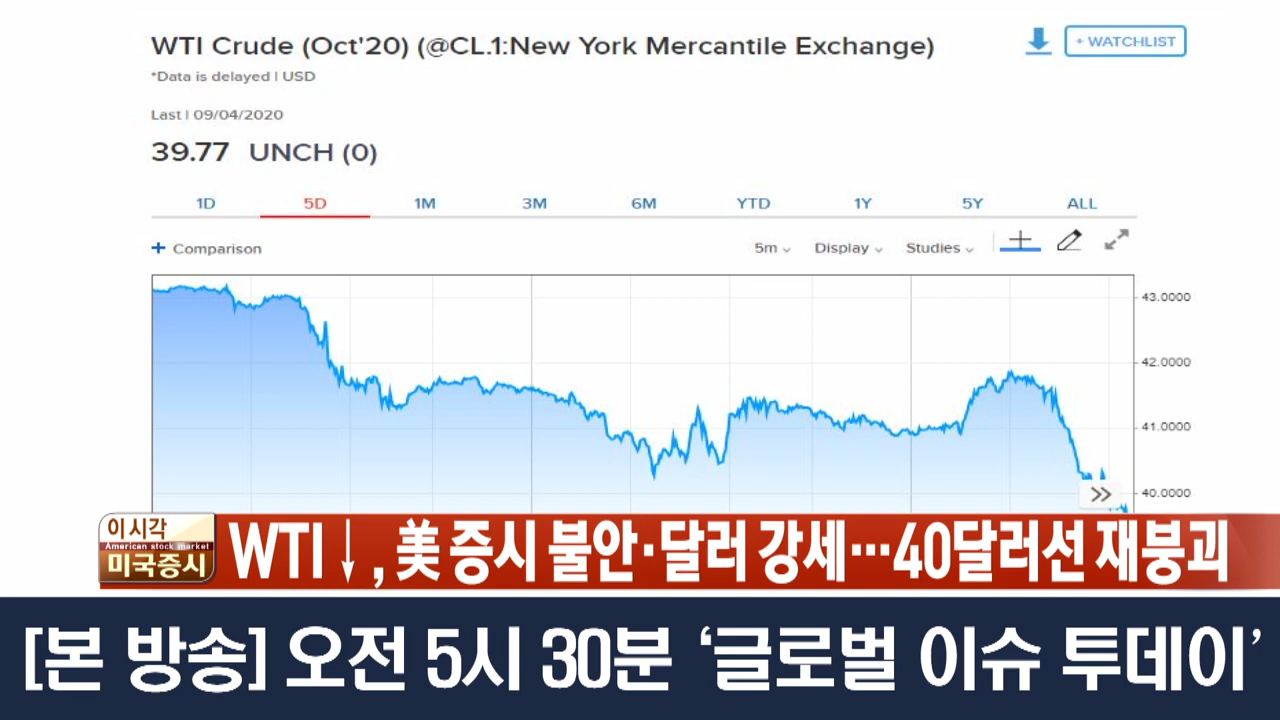 WTI Crude (Oct'20) (@CL.1:New York Mercantile Exchange)
+ WATCHLIST
*Data is delayed | USD
Last | 09/04/2020
39.77 UNCH (0)
1D 5D 1M 3M 6M YTD 1Y 5Y ALL
+ Comparison 5m Display Studies
43.0000
42.0000
41.0000
40.0000
이 시각
American stock market
미국증시
WTI↓, 美 증시 불안·달러 강세…40달러선 재붕괴
[본 방송] 오전 5시 30분 ‘글로벌 이슈 투데이’